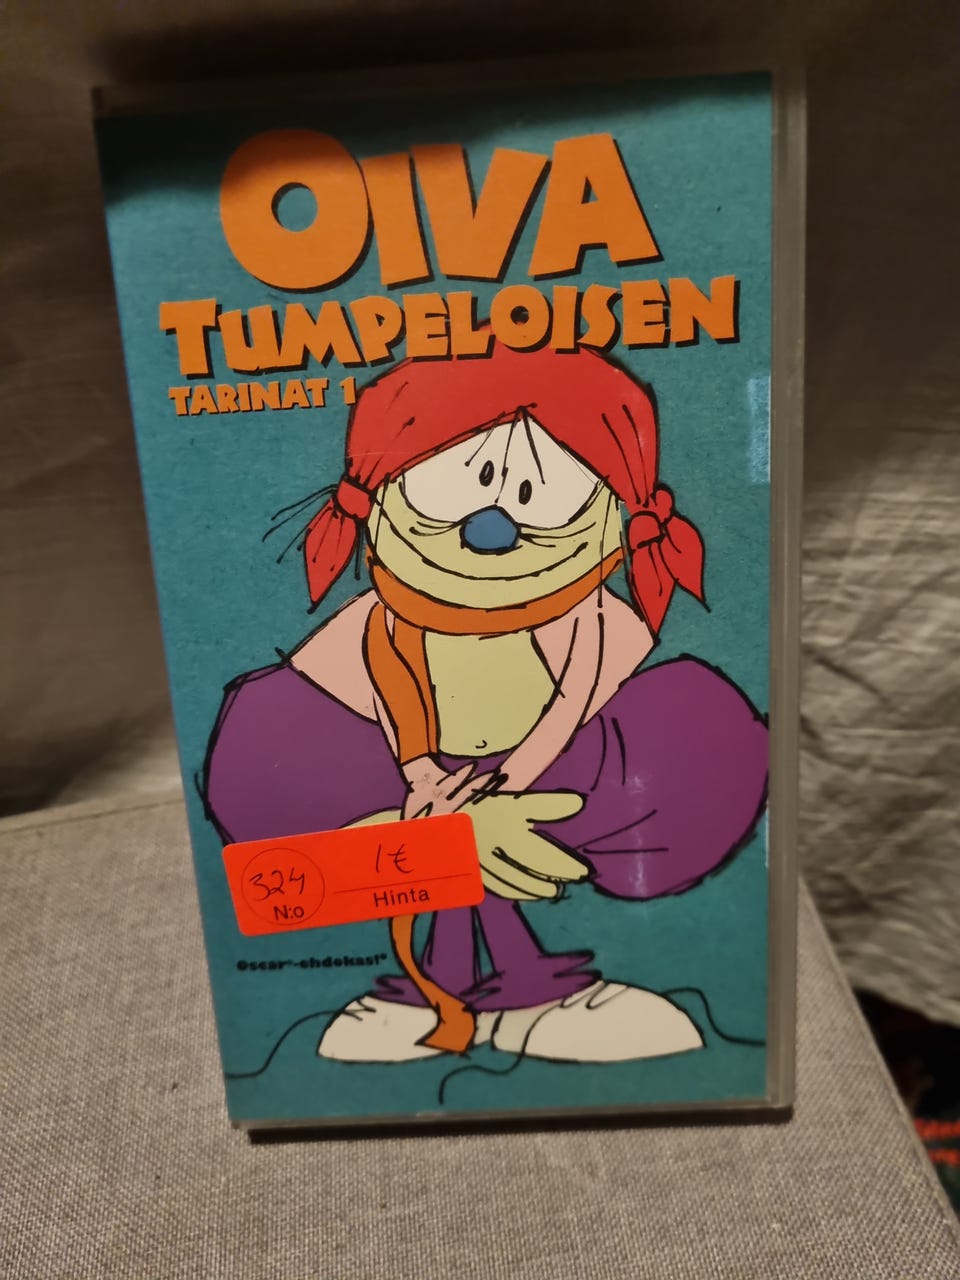 OIVA
TUMPELOISEN
TARINAT 1
324
N:o
1€
Hinta
Oscar®-ehdokas!*